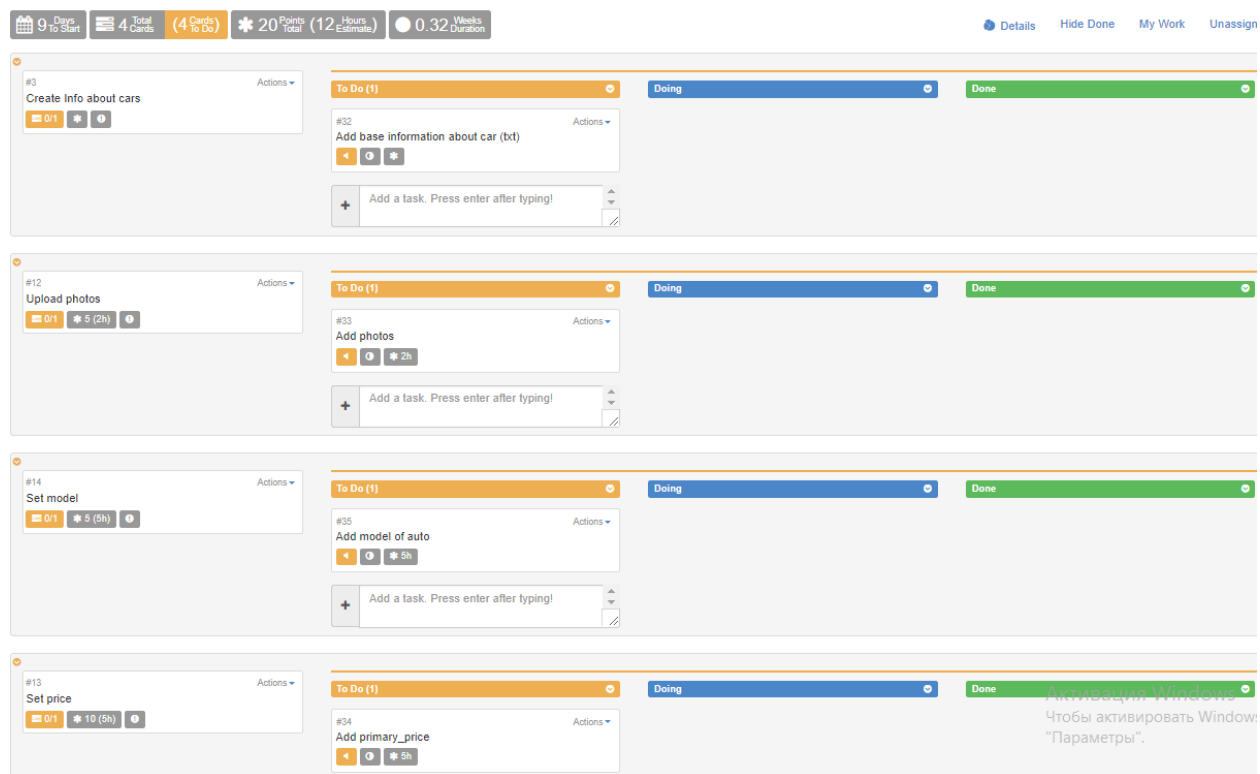 9 Days To Start 4 Total Cards (4 Cards To Do) 20 Points Total (12 Hours Estimate) 0.32 Weeks Duration Details Hide Done My Work Unassign
#3 Actions
Create Info about cars
0/1
To Do (1) Doing Done
#32 Actions
Add base information about car (txt)
Add a task. Press enter after typing!
#12 Actions
Upload photos
0/1 5 (2h)
To Do (1) Doing Done
#33 Actions
Add photos
2h
Add a task. Press enter after typing!
#14 Actions
Set model
0/1 5 (5h)
To Do (1) Doing Done
#35 Actions
Add model of auto
5h
Add a task. Press enter after typing!
#13 Actions
Set price
0/1 10 (5h)
To Do (1) Doing Done
#34 Actions
Add primary_price
5h
Активация Windows
Чтобы активировать Windows
"Параметры".